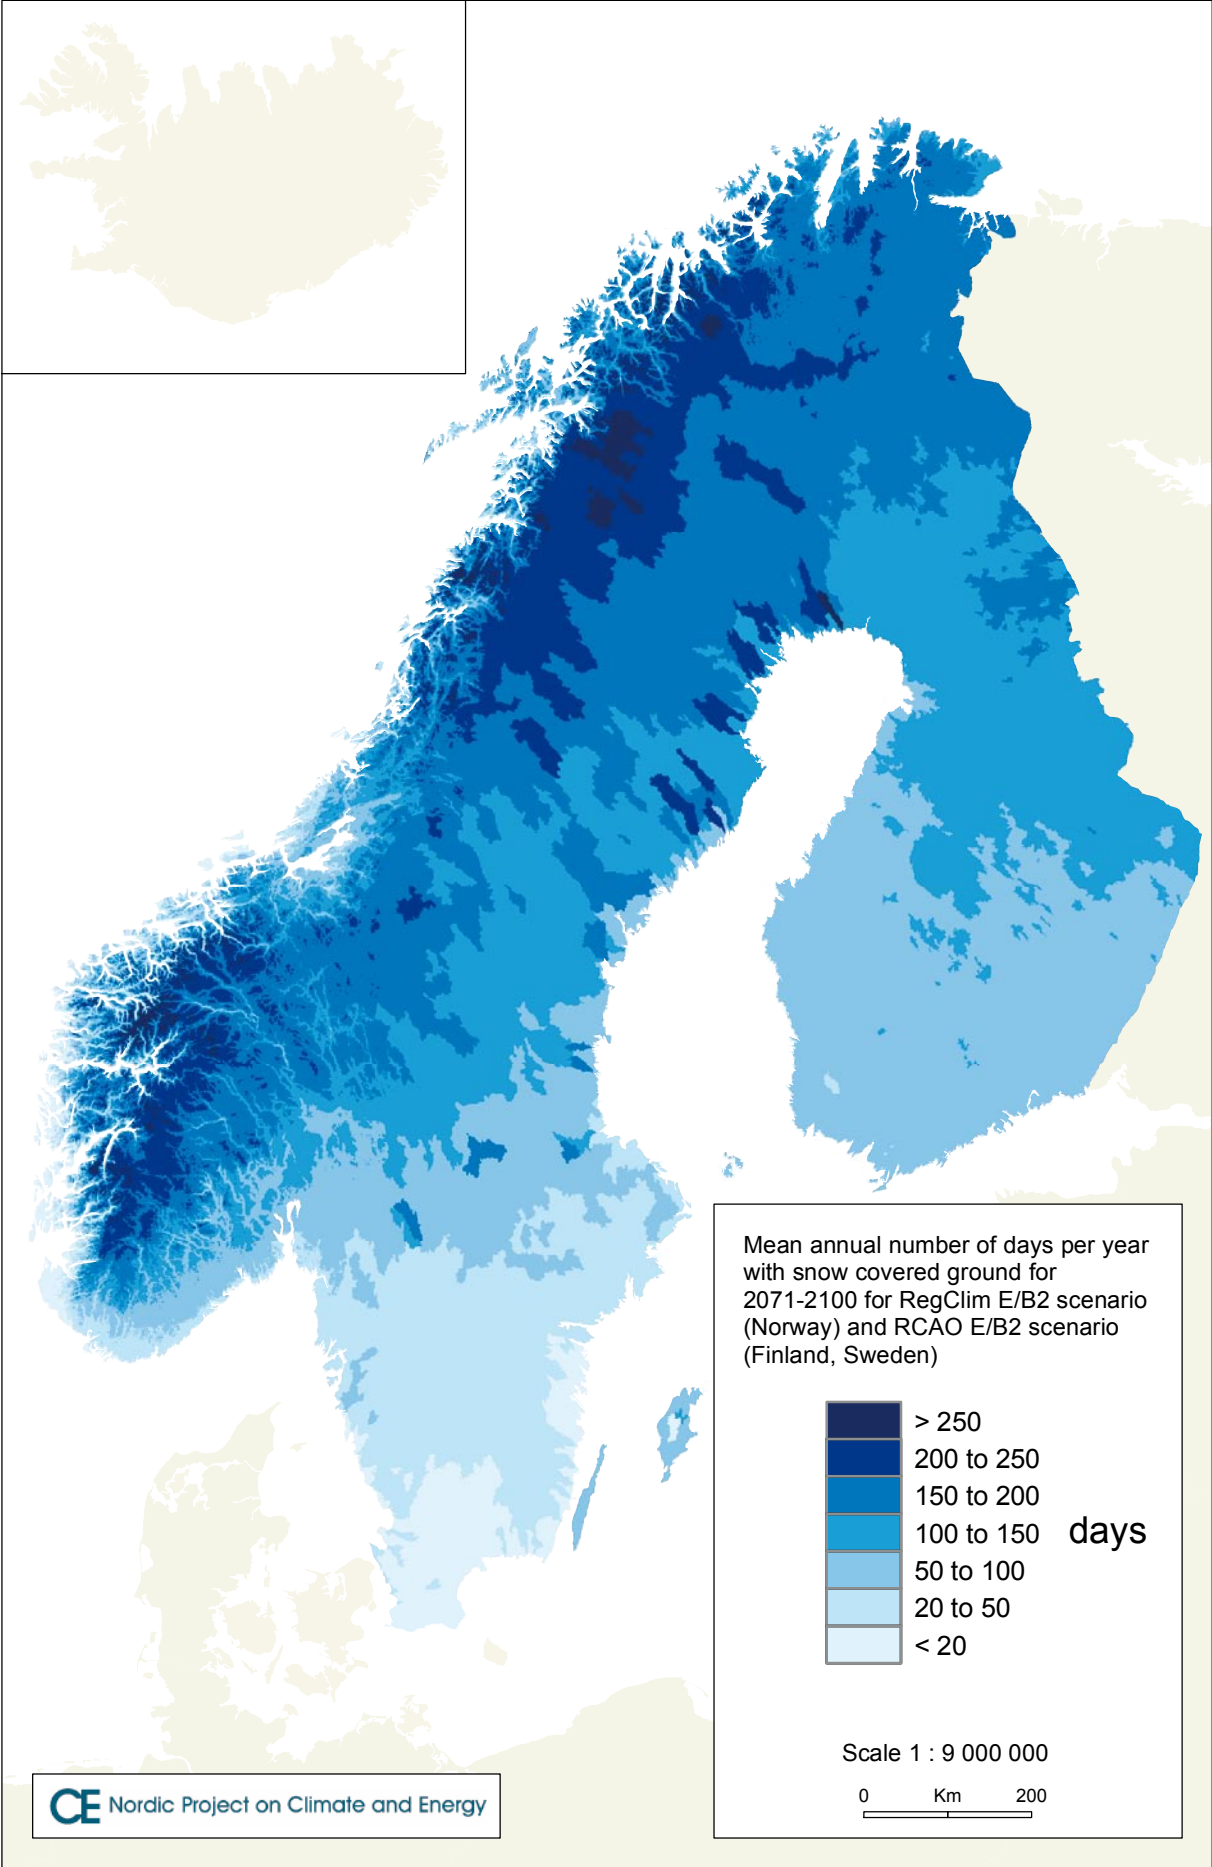 Mean annual number of days per year
with snow covered ground for
2071-2100 for RegClim E/B2 scenario
(Norway) and RCAO E/B2 scenario
(Finland, Sweden)
> 250
200 to 250
150 to 200
100 to 150 days
50 to 100
20 to 50
< 20
Scale 1 : 9 000 000
0 Km 200
CE Nordic Project on Climate and Energy